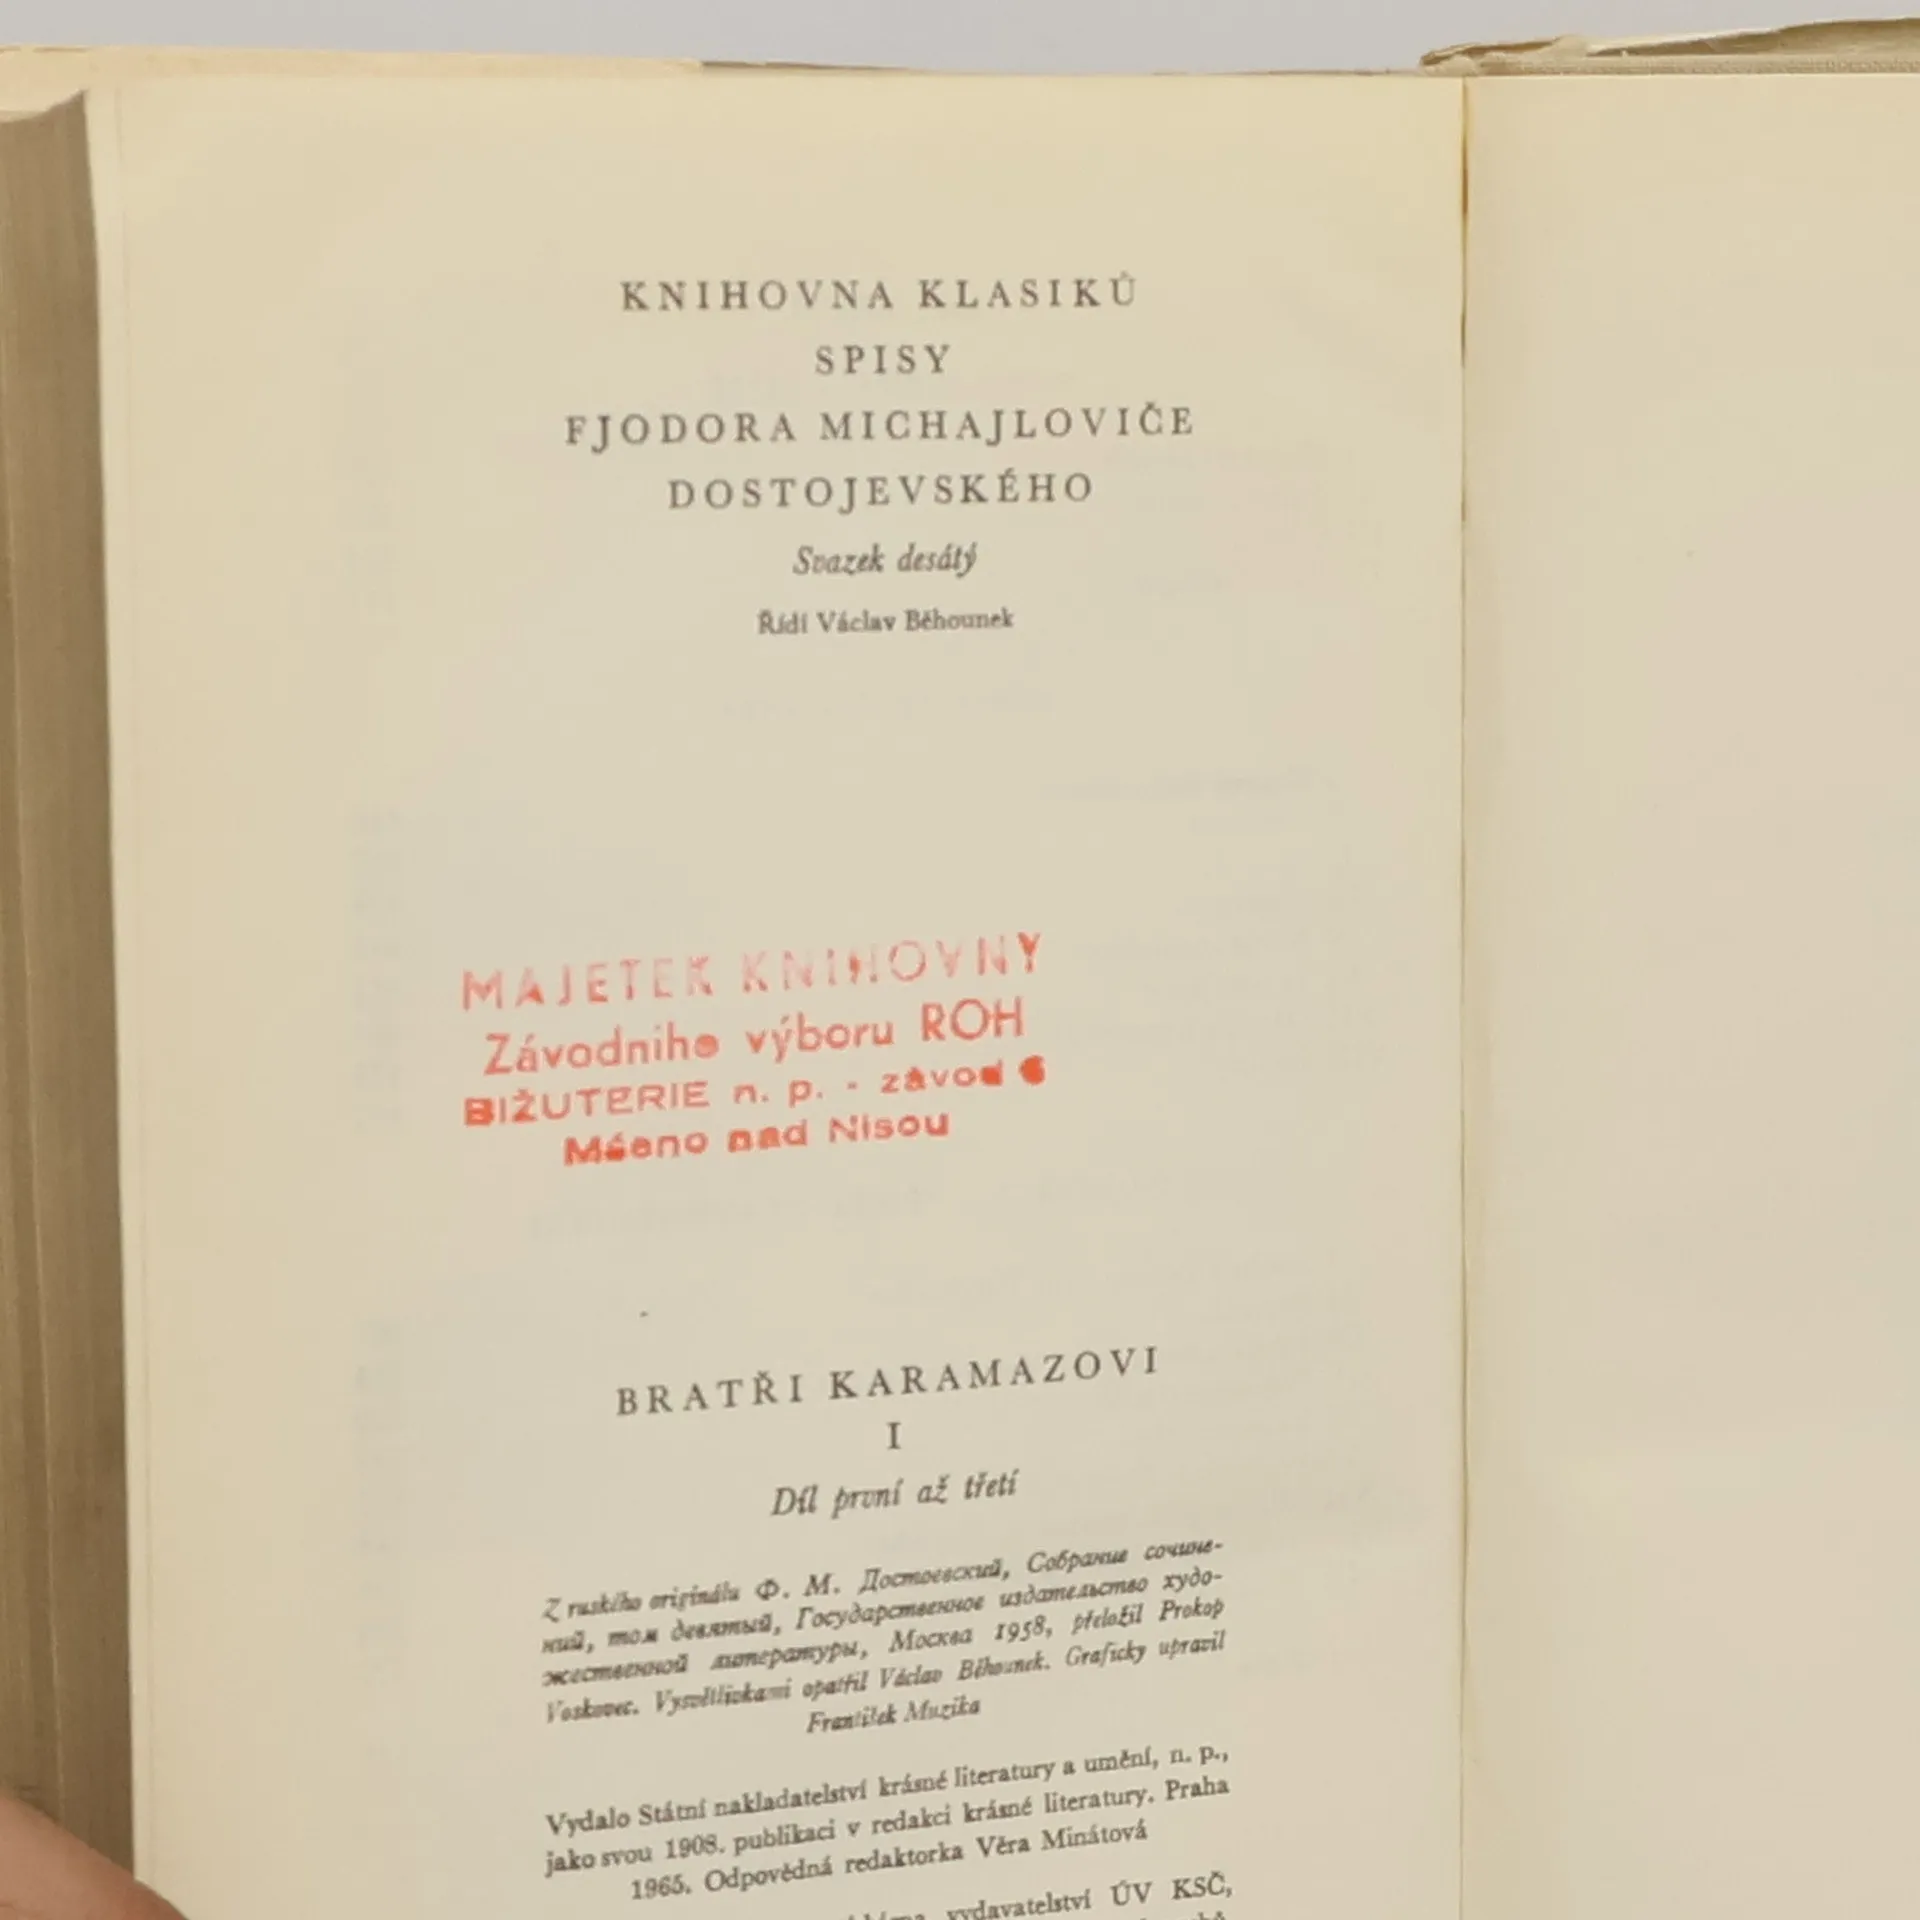 KNIHOVNA KLASIKŮ
SPISY
FJODORA MICHAJLOVIČE
DOSTOJEVSKÉHO
Svazek desátý
Řídí Václav Běhounek
MAJETEK KNIHOVNY
Závodního výboru ROH
BIŽUTERIE n. p. - závod 6
Mšeno nad Nisou
BRATŘI KARAMAZOVI
I
Díl první až třetí
Z ruského originálu Ф. М. Достоевский, Собрание сочине-
ний, том девятый, Государственное издательство худо-
жественной литературы, Москва 1958, přeložil Prokop
Voskovec. Vysvětlivkami opatřil Václav Běhounek. Graficky upravil
František Muzika
Vydalo Státní nakladatelství krásné literatury a umění, n. p.,
jako svou 1908. publikaci v redakci krásné literatury. Praha
1965. Odpovědná redaktorka Věra Minátová
vydavatelství ÚV KSČ,